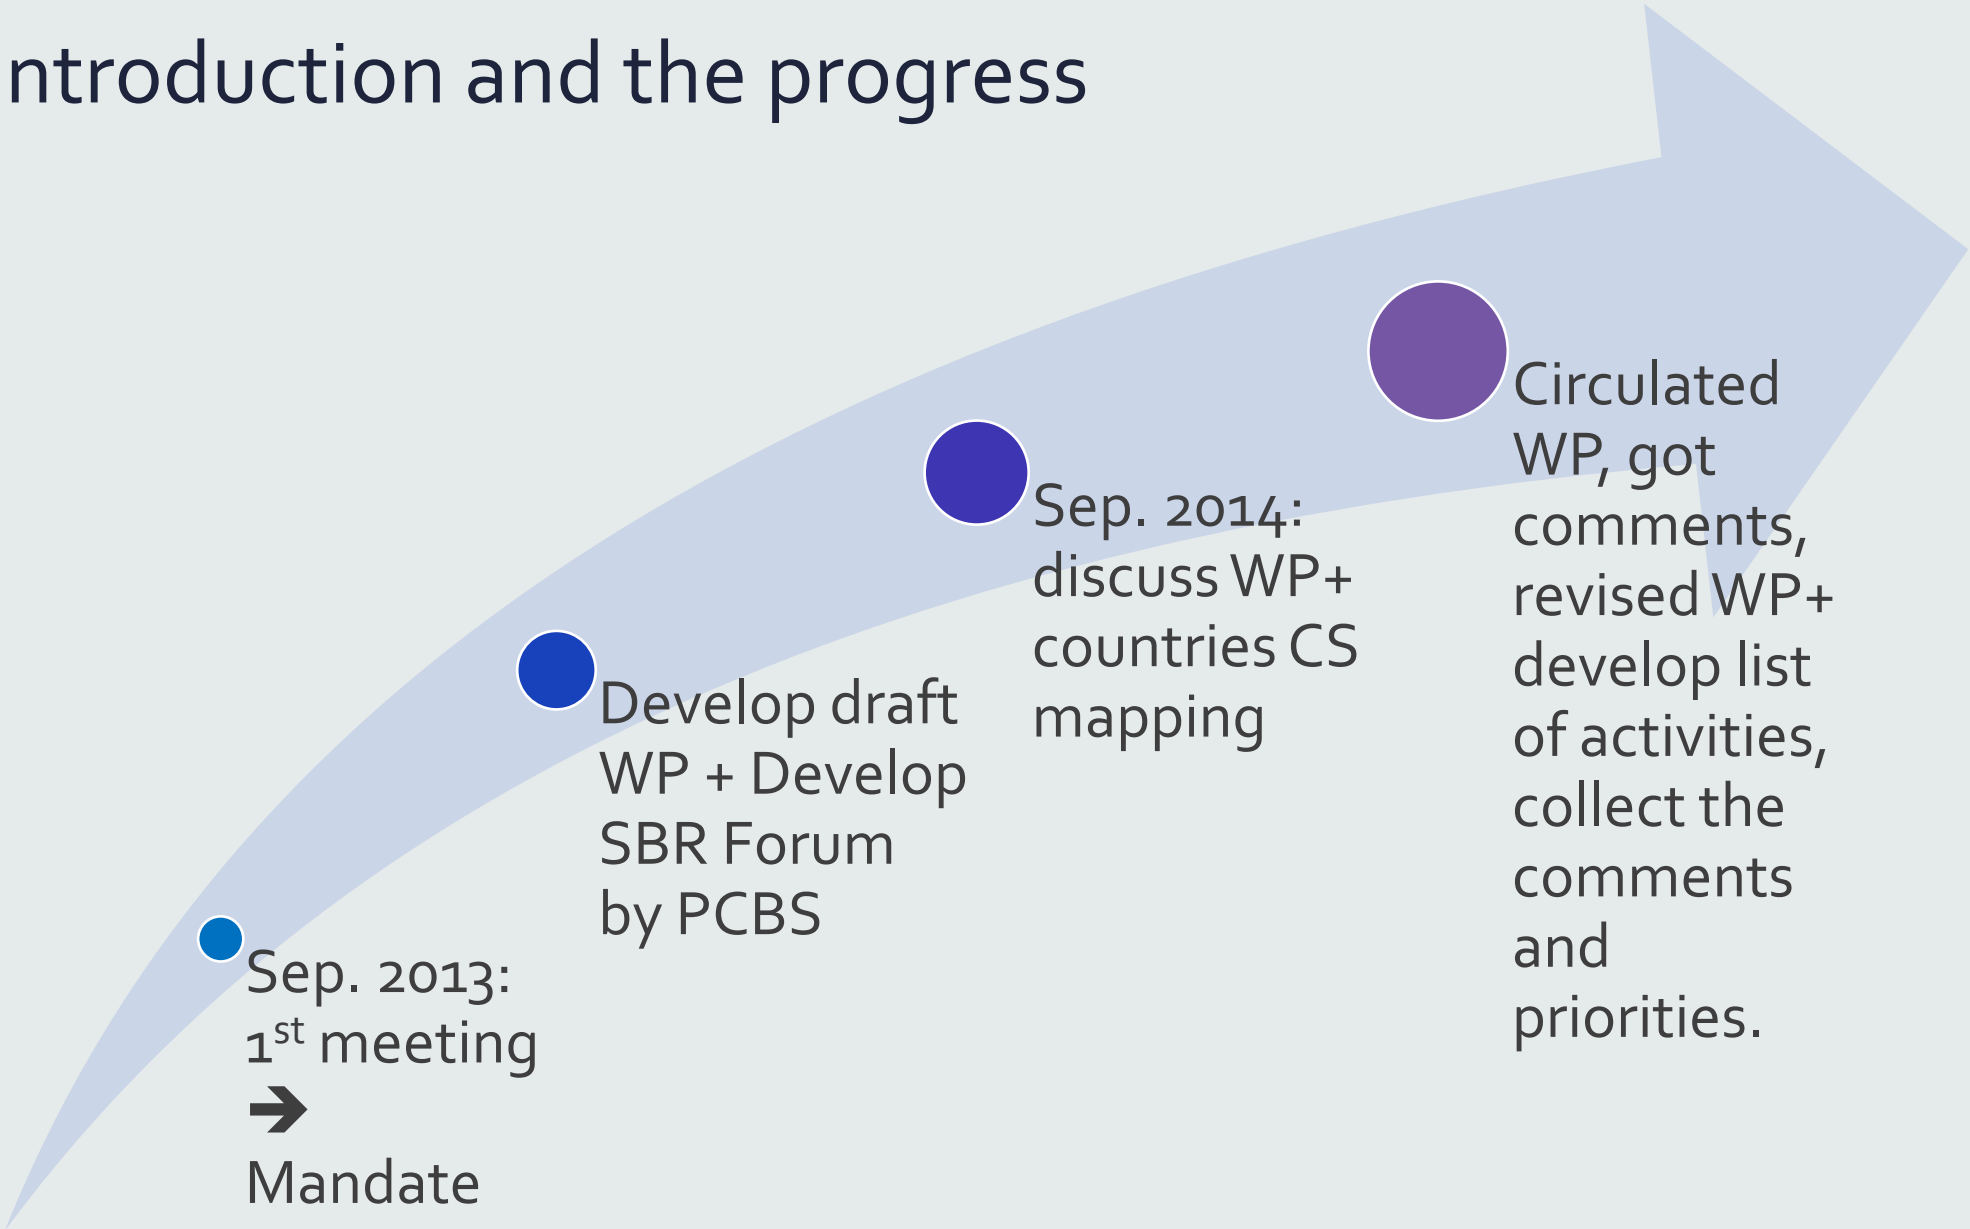 ntroduction and the progress
Sep. 2013:
1st meeting
➔
Mandate
Develop draft
WP + Develop
SBR Forum
by PCBS
Sep. 2014:
discuss WP+
countries CS
mapping
Circulated
WP, got
comments,
revised WP+
develop list
of activities,
collect the
comments
and
priorities.